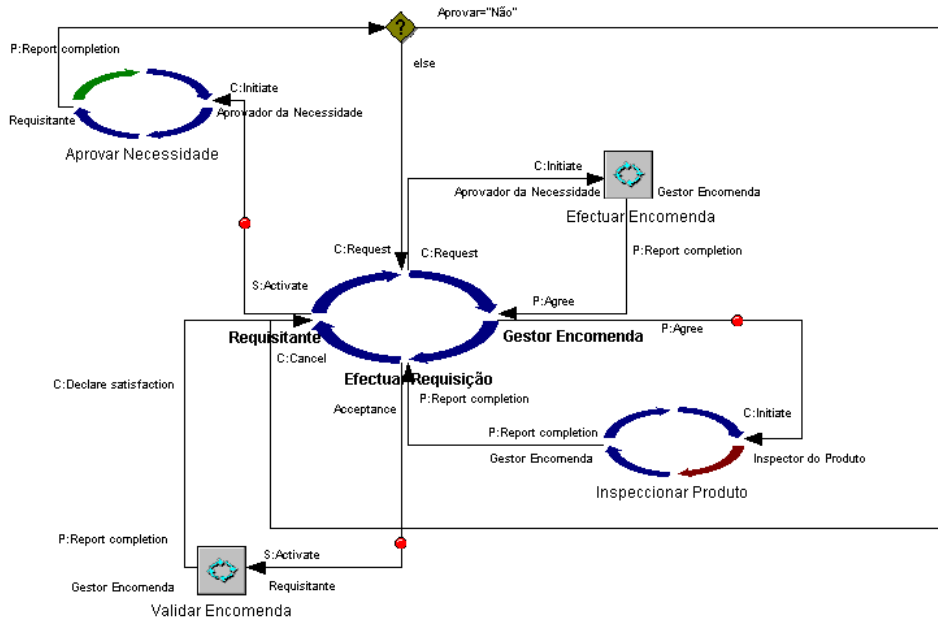 Aprovar="Não"
?
P:Report completion
else
C:Initiate
Requisitante
Aprovador da Necessidade
Aprovar Necessidade
C:Initiate
Aprovador da Necessidade
Gestor Encomenda
Efectuar Encomenda
C:Request
C:Request
P:Report completion
S:Activate
P:Agree
Requisitante
Gestor Encomenda
P:Agree
C:Cancel
Efectuar Requisição
C:Declare satisfaction
Acceptance
P:Report completion
C:Initiate
P:Report completion
Gestor Encomenda
Inspector do Produto
Inspeccionar Produto
P:Report completion
S:Activate
Gestor Encomenda
Requisitante
Validar Encomenda